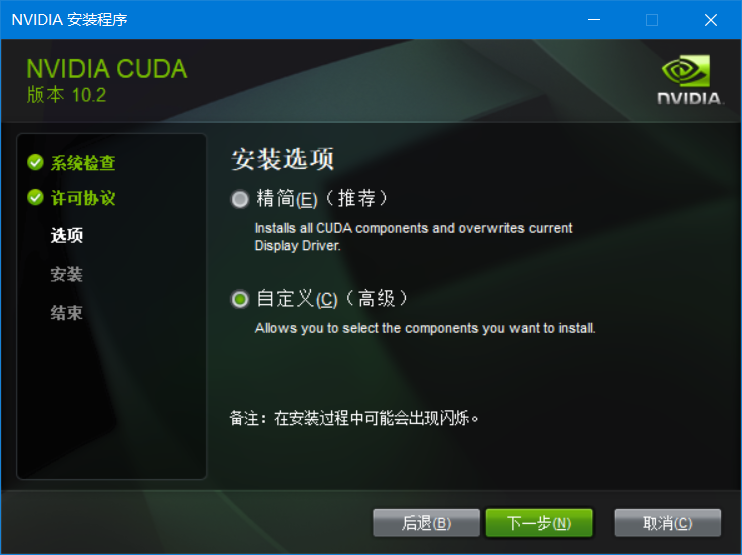 NVIDIA 安装程序
NVIDIA CUDA
版本 10.2
NVIDIA.
系统检查
许可协议
选项
安装
结束
安装选项
精简(E)（推荐）
Installs all CUDA components and overwrites current
Display Driver.
自定义(C)（高级）
Allows you to select the components you want to install.
备注：在安装过程中可能会出现闪烁。
后退(B)
下一步(N)
取消(C)